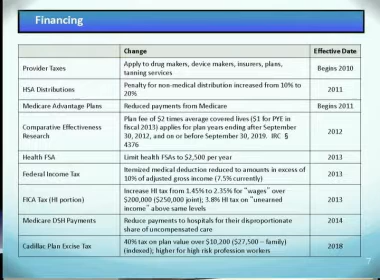 Financing
Change
Effective Date
Provider Taxes
Apply to drug makers, device makers, insurers, plans,
tanning services
Begins 2010
HSA Distributions
Penalty for non-medical distribution increased from 10% to
20%
2011
Medicare Advantage Plans
Reduced payments from Medicare
Begins 2011
Comparative Effectiveness
Research
Plan fee of $2 times average covered lives ($1 for PYE in
fiscal 2013) applies for plan years ending after September
30, 2012, and on or before September 30, 2019. IRC §
4376
2012
Health FSA
Limit health FSAs to $2,500 per year
2013
Federal Income Tax
Itemized medical deduction reduced to amounts in excess of
10% of adjusted gross income (7.5% currently)
2013
FICA Tax (HI portion)
Increase HI tax from 1.45% to 2.35% for "wages" over
$200,000 ($250,000 joint); 3.8% HI tax on "unearned
income" above same levels
2013
Medicare DSH Payments
Reduce payments to hospitals for their disproportionate
share of uncompensated care
2014
Cadillac Plan Excise Tax
40% tax on plan value over $10,200 ($27,500 – family)
(indexed); higher for high risk profession workers
2018
7